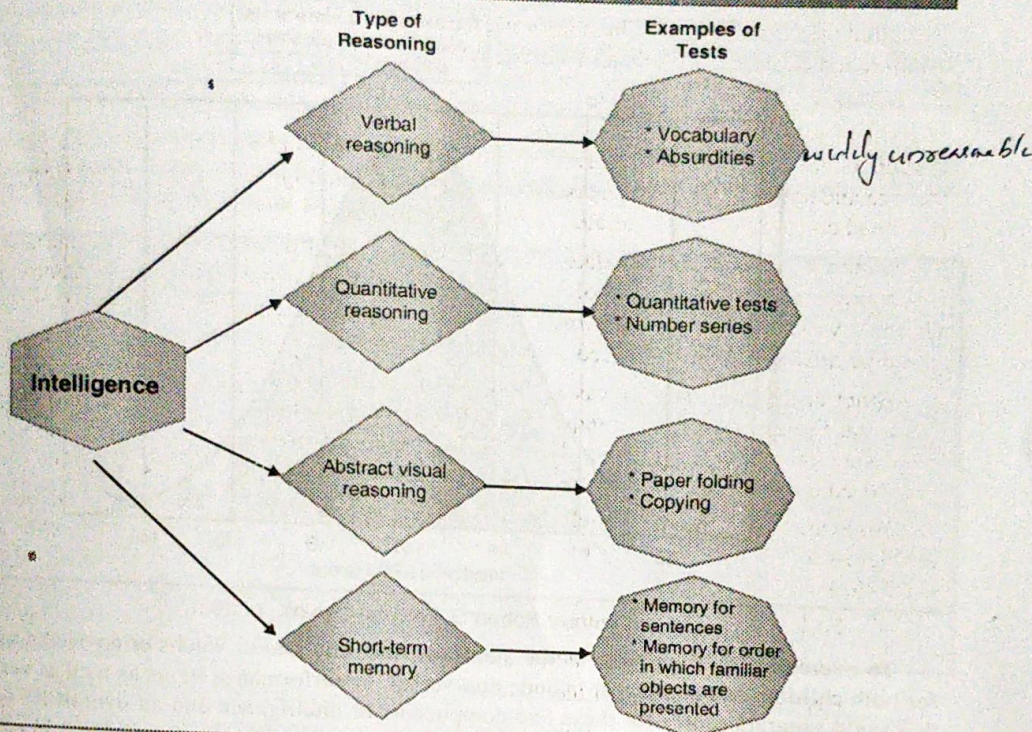 Type of
Reasoning
Examples of
Tests
Verbal
reasoning
* Vocabulary
* Absurdities
unreasonable
Quantitative
reasoning
* Quantitative tests
* Number series
Intelligence
Abstract visual
reasoning
* Paper folding
* Copying
Short-term
memory
* Memory for
sentences
* Memory for order
in which familiar
objects are
presented